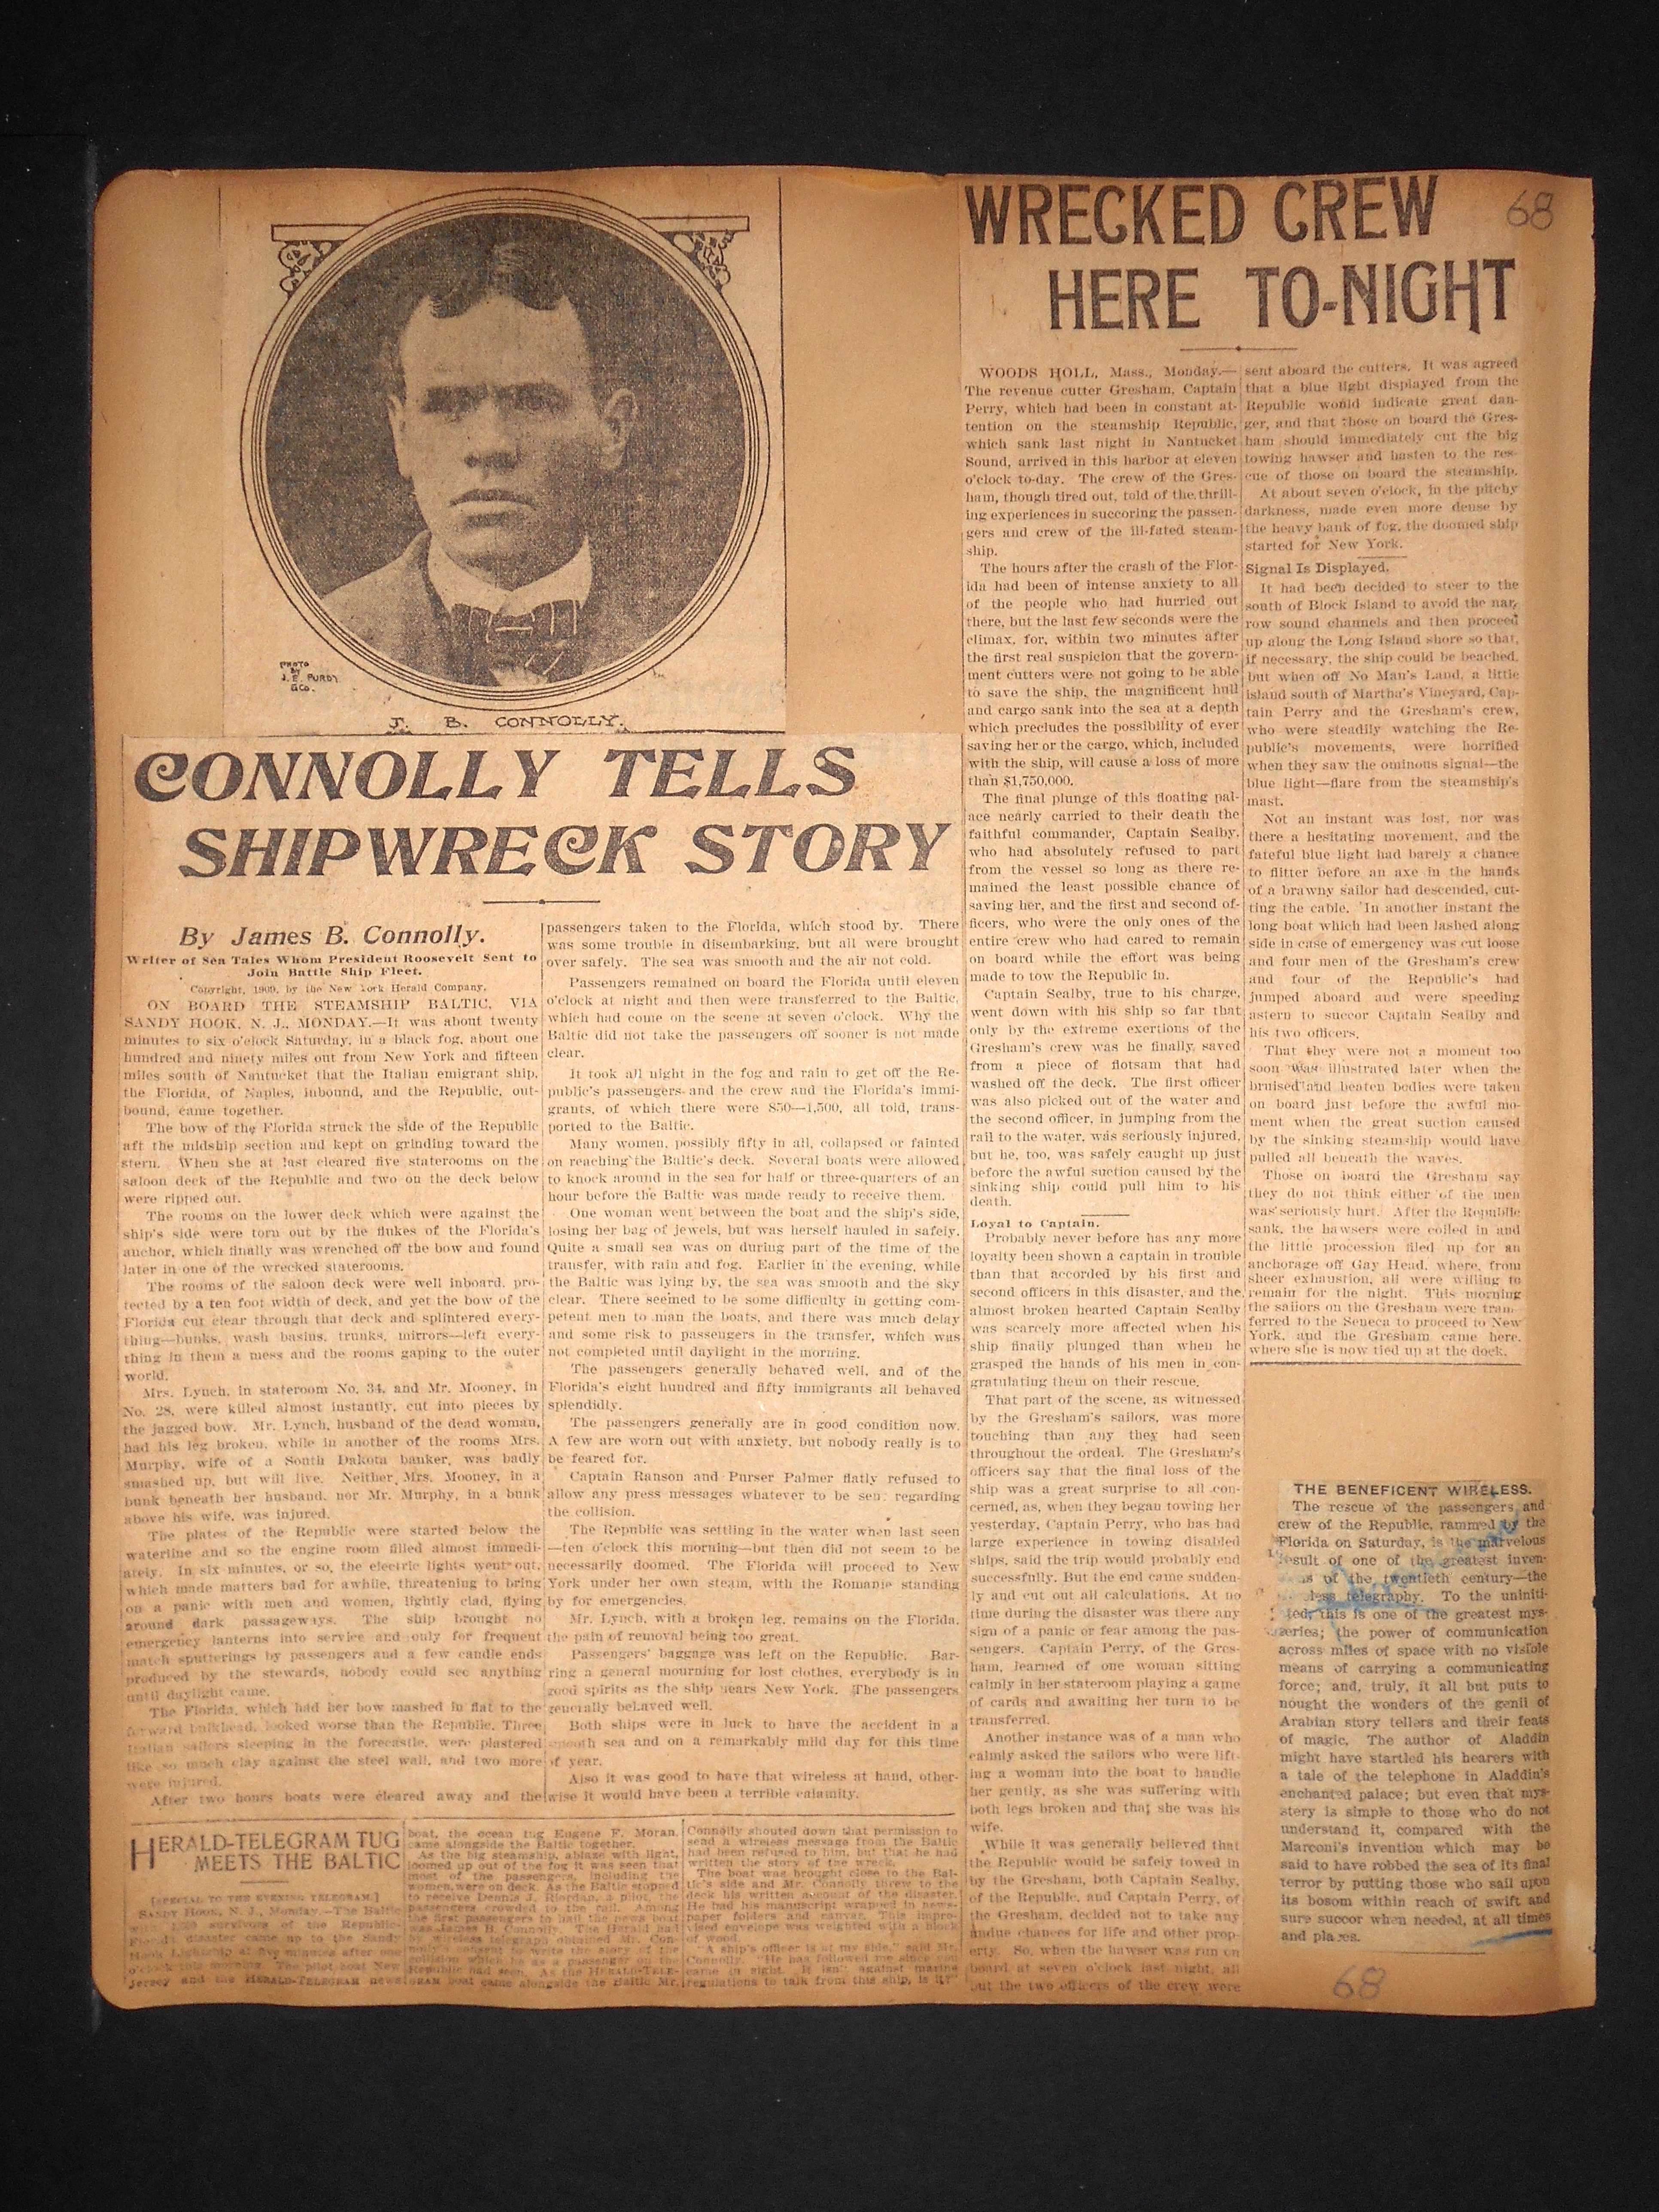 68
PHOTO
BY
J. E. PURDY
& CO.
J. B. CONNOLLY.
CONNOLLY TELLS
SHIPWRECK STORY
By James B. Connolly.
Writer of Sea Tales Whom President Roosevelt Sent to
Join Battle Ship Fleet.
Copyright, 1909, by the New York Herald Company.
ON BOARD THE STEAMSHIP BALTIC, VIA
SANDY HOOK, N. J., MONDAY.—It was about twenty
minutes to six o'clock Saturday, in a black fog, about one
hundred and ninety miles out from New York and fifteen
miles south of Nantucket that the Italian emigrant ship,
the Florida, of Naples, inbound, and the Republic, out-
bound, came together.
The bow of the Florida struck the side of the Republic
aft the midship section and kept on grinding toward the
stern. When she at last cleared five staterooms on the
saloon deck of the Republic and two on the deck below
were ripped out.
The rooms on the lower deck which were against the
ship's side were torn out by the flukes of the Florida's
anchor, which finally was wrenched off the bow and found
later in one of the wrecked staterooms.
The rooms of the saloon deck were well inboard, pro-
tected by a ten foot width of deck, and yet the bow of the
Florida cut clear through that deck and splintered every-
thing—bunks, wash basins, trunks, mirrors—left every-
thing in them a mess and the rooms gaping to the outer
world.
Mrs. Lynch, in stateroom No. 34, and Mr. Mooney, in
No. 28, were killed almost instantly, cut into pieces by
the jagged bow. Mr. Lynch, husband of the dead woman,
had his leg broken, while in another of the rooms Mrs.
Murphy, wife of a South Dakota banker, was badly
smashed up, but will live. Neither Mrs. Mooney, in a
bunk beneath her husband, nor Mr. Murphy, in a bunk
above his wife, was injured.
The plates of the Republic were started below the
waterline and so the engine room filled almost immedi-
ately. In six minutes, or so, the electric lights went out,
which made matters bad for awhile, threatening to bring
on a panic with men and women, lightly clad, flying
around dark passageways. The ship brought no
emergency lanterns into service and only for frequent
match sputterings by passengers and a few candle ends
produced by the stewards, nobody could see anything
until daylight came.
The Florida, which had her bow mashed in flat to the
forward bulkhead, looked worse than the Republic. Three
Italian sailors sleeping in the forecastle, were plastered
like so much clay against the steel wall, and two more
were injured.
After two hours boats were cleared away and the
passengers taken to the Florida, which stood by. There
was some trouble in disembarking, but all were brought
over safely. The sea was smooth and the air not cold.
Passengers remained on board the Florida until eleven
o'clock at night and then were transferred to the Baltic,
which had come on the scene at seven o'clock. Why the
Baltic did not take the passengers off sooner is not made
clear.
It took all night in the fog and rain to get off the Re-
public's passengers and the crew and the Florida's immi-
grants, of which there were 850—1,500, all told, trans-
ported to the Baltic.
Many women, possibly fifty in all, collapsed or fainted
on reaching the Baltic's deck. Several boats were allowed
to knock around in the sea for half or three-quarters of an
hour before the Baltic was made ready to receive them.
One woman went between the boat and the ship's side,
losing her bag of jewels, but was herself hauled in safely.
Quite a small sea was on during part of the time of the
transfer, with rain and fog. Earlier in the evening, while
the Baltic was lying by, the sea was smooth and the sky
clear. There seemed to be some difficulty in getting com-
petent men to man the boats, and there was much delay
and some risk to passengers in the transfer, which was
not completed until daylight in the morning.
The passengers generally behaved well, and of the
Florida's eight hundred and fifty immigrants all behaved
splendidly.
The passengers generally are in good condition now.
A few are worn out with anxiety, but nobody really is to
be feared for.
Captain Ranson and Purser Palmer flatly refused to
allow any press messages whatever to be sent regarding
the collision.
The Republic was settling in the water when last seen
—ten o'clock this morning—but then did not seem to be
necessarily doomed. The Florida will proceed to New
York under her own steam, with the Romanic standing
by for emergencies.
Mr. Lynch, with a broken leg, remains on the Florida,
the pain of removal being too great.
Passengers' baggage was left on the Republic. Bar-
ring a general mourning for lost clothes, everybody is in
good spirits as the ship nears New York. The passengers
generally behaved well.
Both ships were in luck to have the accident in a
smooth sea and on a remarkably mild day for this time
of year.
Also it was good to have that wireless at hand, other-
wise it would have been a terrible calamity.
HERALD-TELEGRAM TUG
MEETS THE BALTIC
[SPECIAL TO THE EVENING TELEGRAM.]
SANDY HOOK, N. J., Monday.—The Baltic
survivors of the Republic-
Florida disaster came up to the Sandy
Hook Lightship at five minutes after one
o'clock this morning. The pilot boat New
Jersey and the HERALD-TELEGRAM news
boat, the ocean tug Eugene F. Moran,
came alongside the Baltic together.
As the big steamship, ablaze with light,
loomed up out of the fog it was seen that
most of the passengers, including the
women, were on deck. As the Baltic stopped
to receive Dennis J. Riordan, a pilot, the
passengers crowded to the rail. Among
the first passengers to hail the news boat
was James B. Connolly. The Herald had
by wireless telegraph obtained Mr. Con-
nolly's consent to write the story of the
collision which he as a passenger on the
Republic had seen. As the HERALD-TELE-
GRAM boat came alongside the Baltic Mr.
Connolly shouted down that permission to
send a wireless message from the Baltic
had been refused to him, but that he had
written the story of the wreck.
The boat was brought close to the Bal-
tic's side and Mr. Connolly threw to the
deck his written account of the disaster.
He had his manuscript wrapped in news-
paper folders and canvas. This impro-
vised envelope was weighted with a block
of wood.
"A ship's officer is at my side," said Mr.
Connolly. "He has followed me since you
came in sight. It isn't against marine
regulations to talk from this ship, is it?"
WRECKED CREW
HERE TO-NIGHT
WOODS HOLL, Mass., Monday.—
The revenue cutter Gresham, Captain
Perry, which had been in constant at-
tention on the steamship Republic,
which sank last night in Nantucket
Sound, arrived in this harbor at eleven
o'clock to-day. The crew of the Gres-
ham, though tired out, told of the thrill-
ing experiences in succoring the passen-
gers and crew of the ill-fated steam-
ship.
The hours after the crash of the Flor-
ida had been of intense anxiety to all
of the people who had hurried out
there, but the last few seconds were the
climax, for, within two minutes after
the first real suspicion that the govern-
ment cutters were not going to be able
to save the ship, the magnificent hull
and cargo sank into the sea at a depth
which precludes the possibility of ever
saving her or the cargo, which, included
with the ship, will cause a loss of more
than $1,750,000.
The final plunge of this floating pal-
ace nearly carried to their death the
faithful commander, Captain Sealby,
who had absolutely refused to part
from the vessel so long as there re-
mained the least possible chance of
saving her, and the first and second of-
ficers, who were the only ones of the
entire crew who had cared to remain
on board while the effort was being
made to tow the Republic in.
Captain Sealby, true to his charge,
went down with his ship so far that
only by the extreme exertions of the
Gresham's crew was he finally saved
from a piece of flotsam that had
washed off the deck. The first officer
was also picked out of the water and
the second officer, in jumping from the
rail to the water, was seriously injured,
but he, too, was safely caught up just
before the awful suction caused by the
sinking ship could pull him to his
death.
Loyal to Captain.
Probably never before has any more
loyalty been shown a captain in trouble
than that accorded by his first and
second officers in this disaster, and the
almost broken hearted Captain Sealby
was scarcely more affected when his
ship finally plunged than when he
grasped the hands of his men in con-
gratulating them on their rescue.
That part of the scene, as witnessed
by the Gresham's sailors, was more
touching than any they had seen
throughout the ordeal. The Gresham's
officers say that the final loss of the
ship was a great surprise to all con-
cerned, as, when they began towing her
yesterday, Captain Perry, who has had
large experience in towing disabled
ships, said the trip would probably end
successfully. But the end came sudden-
ly and cut out all calculations. At no
time during the disaster was there any
sign of a panic or fear among the pas-
sengers. Captain Perry, of the Gres-
ham, learned of one woman sitting
calmly in her stateroom playing a game
of cards and awaiting her turn to be
transferred.
Another instance was of a man who
calmly asked the sailors who were lift-
ing a woman into the boat to handle
her gently, as she was suffering with
both legs broken and that she was his
wife.
While it was generally believed that
the Republic would be safely towed in
by the Gresham, both Captain Sealby,
of the Republic, and Captain Perry, of
the Gresham, decided not to take any
undue chances for life and other prop-
erty. So, when the hawser was run on
board at seven o'clock last night, all
but the two officers of the crew were
sent aboard the cutters. It was agreed
that a blue light displayed from the
Republic would indicate great dan-
ger, and that those on board the Gres-
ham should immediately cut the big
towing hawser and hasten to the res-
cue of those on board the steamship.
At about seven o'clock, in the pitchy
darkness, made even more dense by
the heavy bank of fog, the doomed ship
started for New York.
Signal Is Displayed.
It had been decided to steer to the
south of Block Island to avoid the nar-
row sound channels and then proceed
up along the Long Island shore so that,
if necessary, the ship could be beached,
but when off No Man's Land, a little
island south of Martha's Vineyard, Cap-
tain Perry and the Gresham's crew,
who were steadily watching the Re-
public's movements, were horrified
when they saw the ominous signal—the
blue light—flare from the steamship's
mast.
Not an instant was lost, nor was
there a hesitating movement, and the
fateful blue light had barely a chance
to flitter before an axe in the hands
of a brawny sailor had descended, cut-
ting the cable. In another instant the
long boat which had been lashed along
side in case of emergency was cut loose
and four men of the Gresham's crew
and four of the Republic's had
jumped aboard and were speeding
astern to succor Captain Sealby and
his two officers.
That they were not a moment too
soon was illustrated later when the
bruised and beaten bodies were taken
on board just before the awful mo-
ment when the great suction caused
by the sinking steamship would have
pulled all beneath the waves.
Those on board the Gresham say
they do not think either of the men
was seriously hurt. After the Republic
sank, the hawsers were coiled in and
the little procession filed up for an
anchorage off Gay Head, where, from
sheer exhaustion, all were willing to
remain for the night. This morning
the sailors on the Gresham were tran-
ferred to the Seneca to proceed to New
York, and the Gresham came here,
where she is now tied up at the dock.
THE BENEFICENT WIRELESS.
The rescue of the passengers and
crew of the Republic, rammed by the
Florida on Saturday, is the marvelous
result of one of the greatest inven-
of the twentieth century—the
telegraphy. To the uniniti-
ted, this is one of the greatest mys-
teries; the power of communication
across miles of space with no visible
means of carrying a communicating
force; and, truly, it all but puts to
nought the wonders of the genii of
Arabian story tellers and their feats
of magic. The author of Aladdin
might have startled his hearers with
a tale of the telephone in Aladdin's
enchanted palace; but even that mys-
stery is simple to those who do not
understand it, compared with the
Marconi's invention which may be
said to have robbed the sea of its final
terror by putting those who sail upon
its bosom within reach of swift and
sure succor when needed, at all times
and places.
68